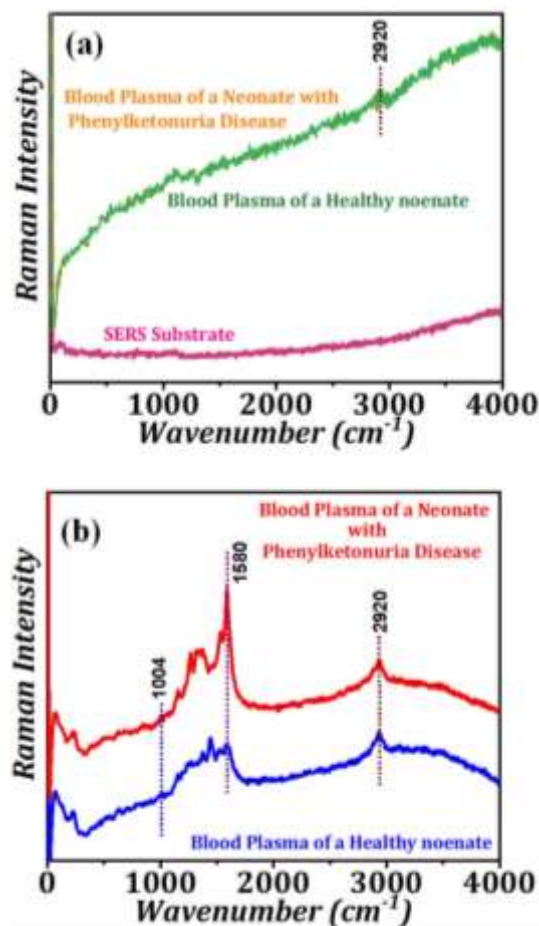 (a)
2920
Blood Plasma of a Neonate with
Phenylketonuria Disease
Blood Plasma of a Healthy noenate
SERS Substrate
Raman Intensity
0 1000 2000 3000 4000
Wavenumber (cm-1)
(b)
Blood Plasma of a Neonate
with
Phenylketonuria Disease
1580
2920
1004
Blood Plasma of a Healthy noenate
Raman Intensity
0 1000 2000 3000 4000
Wavenumber (cm-1)